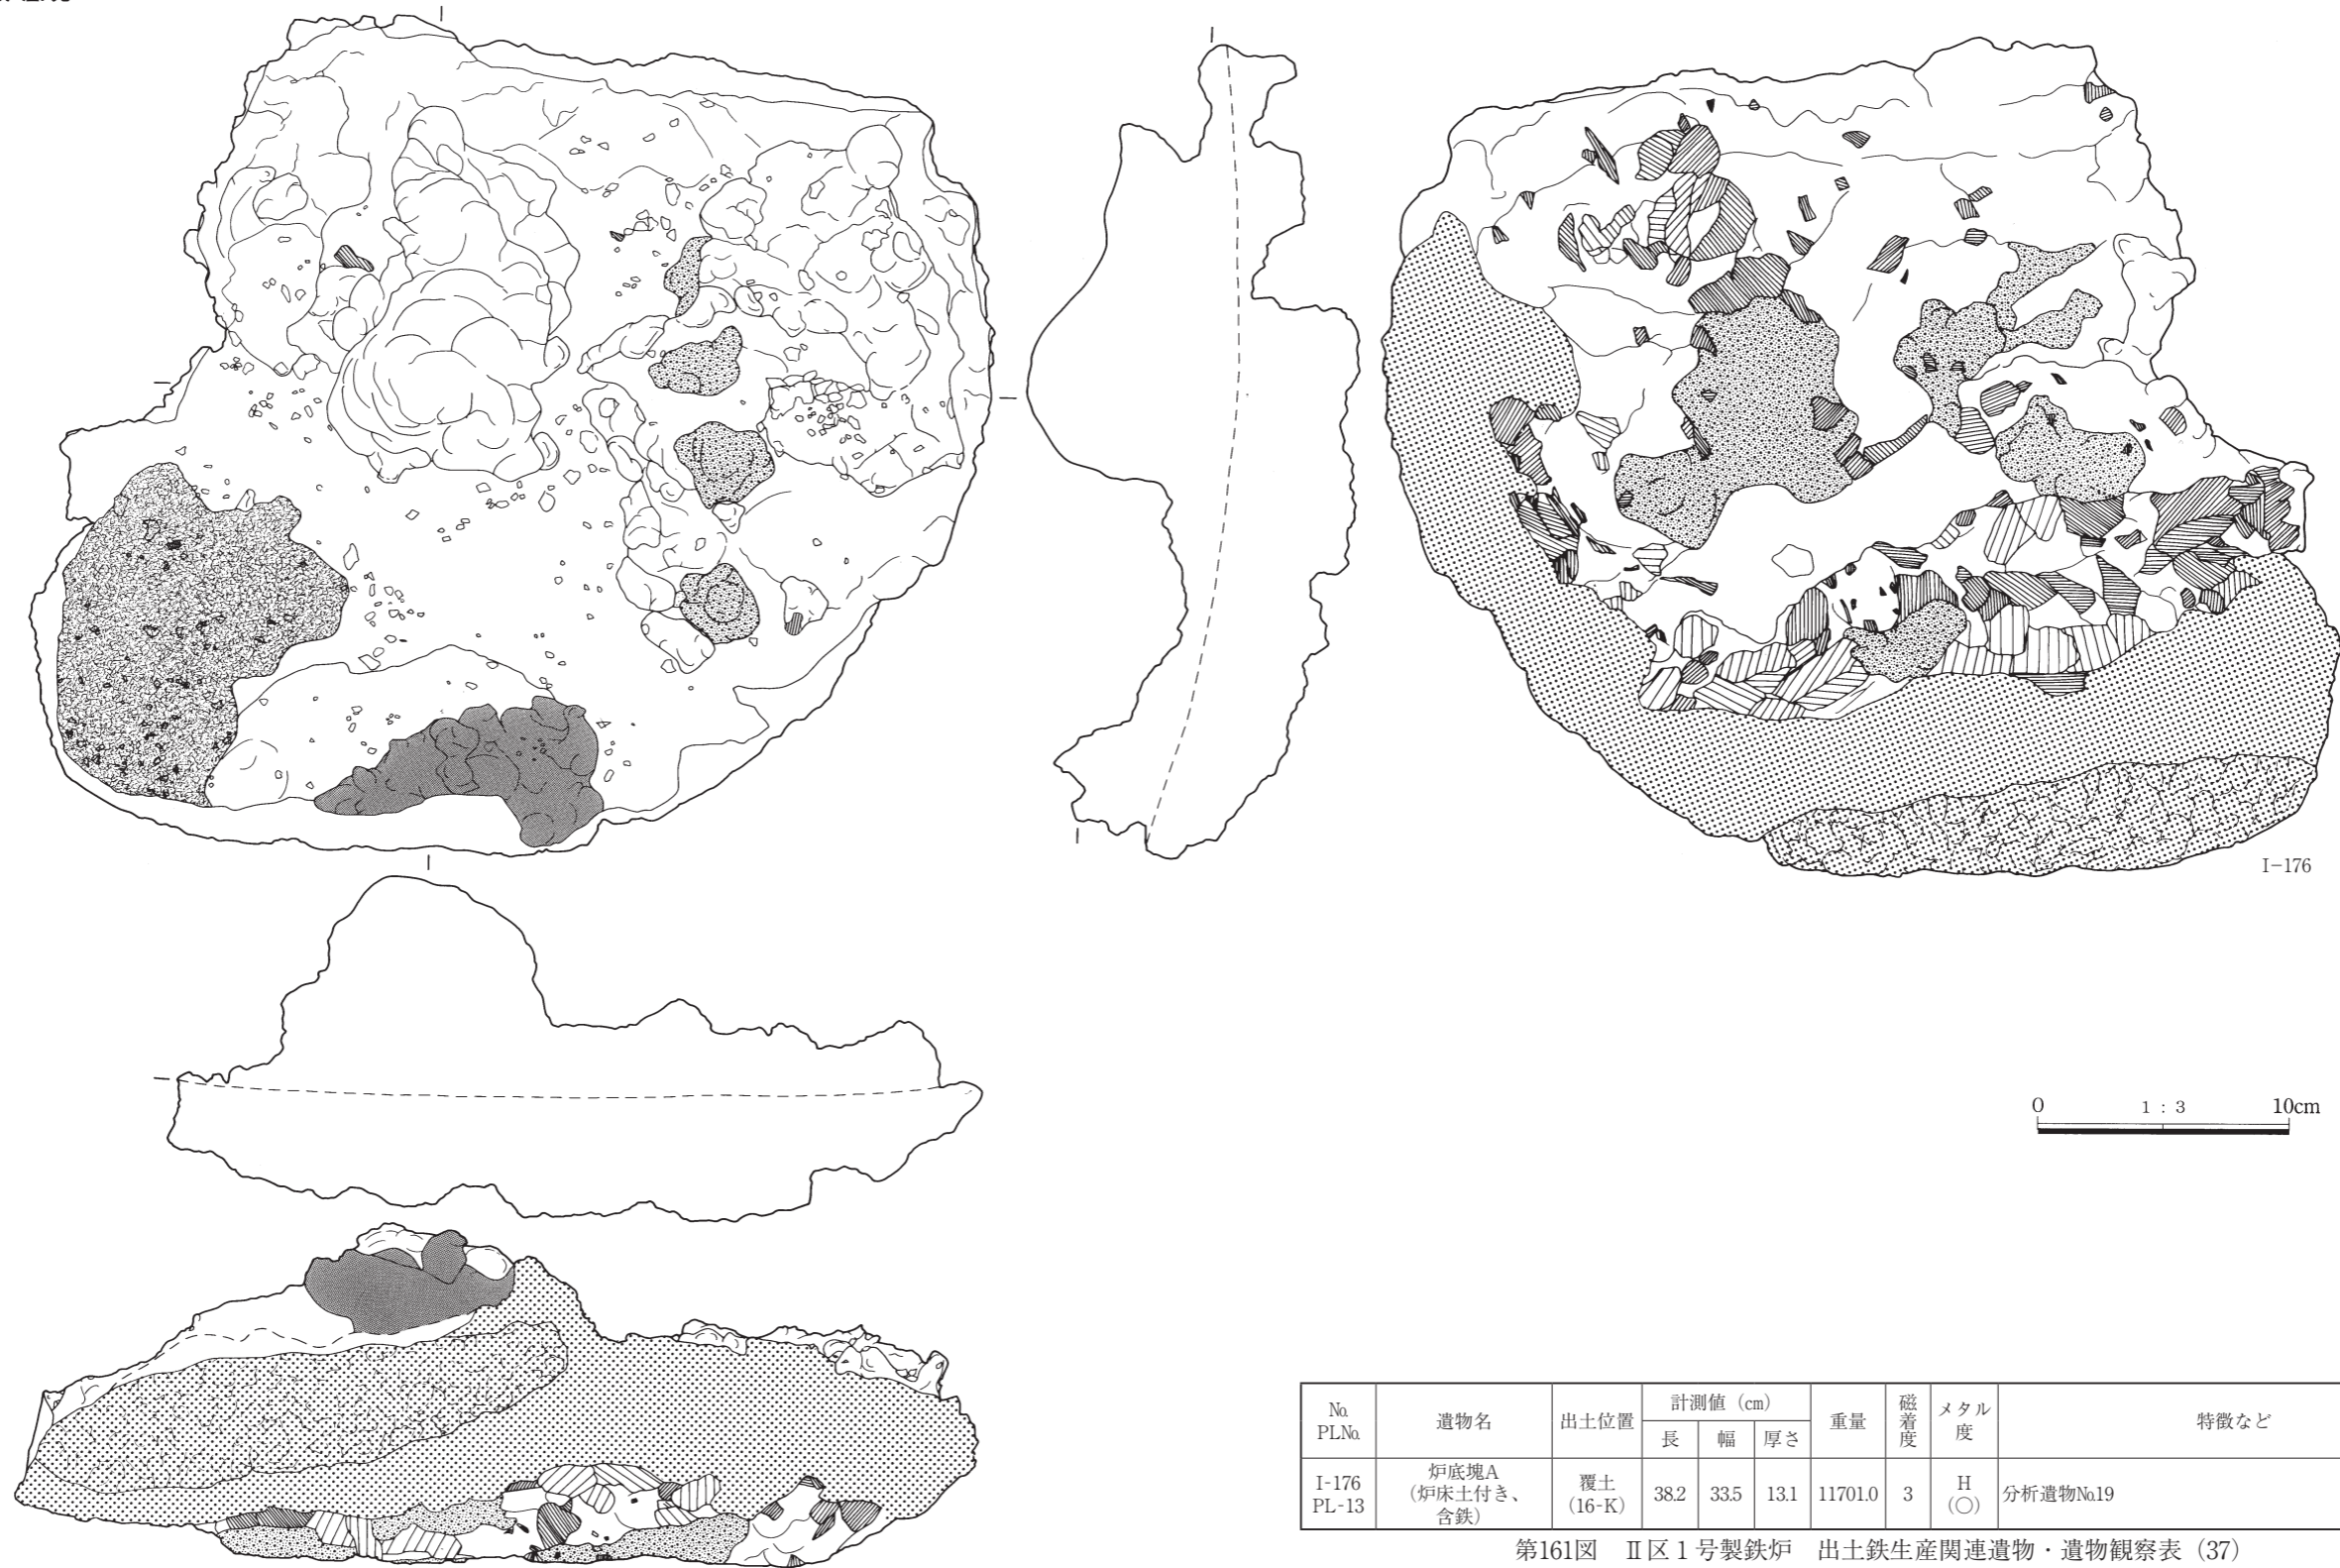 I-176
0 1 : 3 10cm
No. PLNo. 遺物名 出土位置 計測値（cm） 長 幅 厚さ 重量 磁着度 メタル度 特徴など
I-176 PL-13 炉底塊A（炉床土付き、含鉄） 覆土（16-K） 38.2 33.5 13.1 11701.0 3 H（○） 分析遺物No.19
第161図　Ⅱ区１号製鉄炉　出土鉄生産関連遺物・遺物観察表（37）